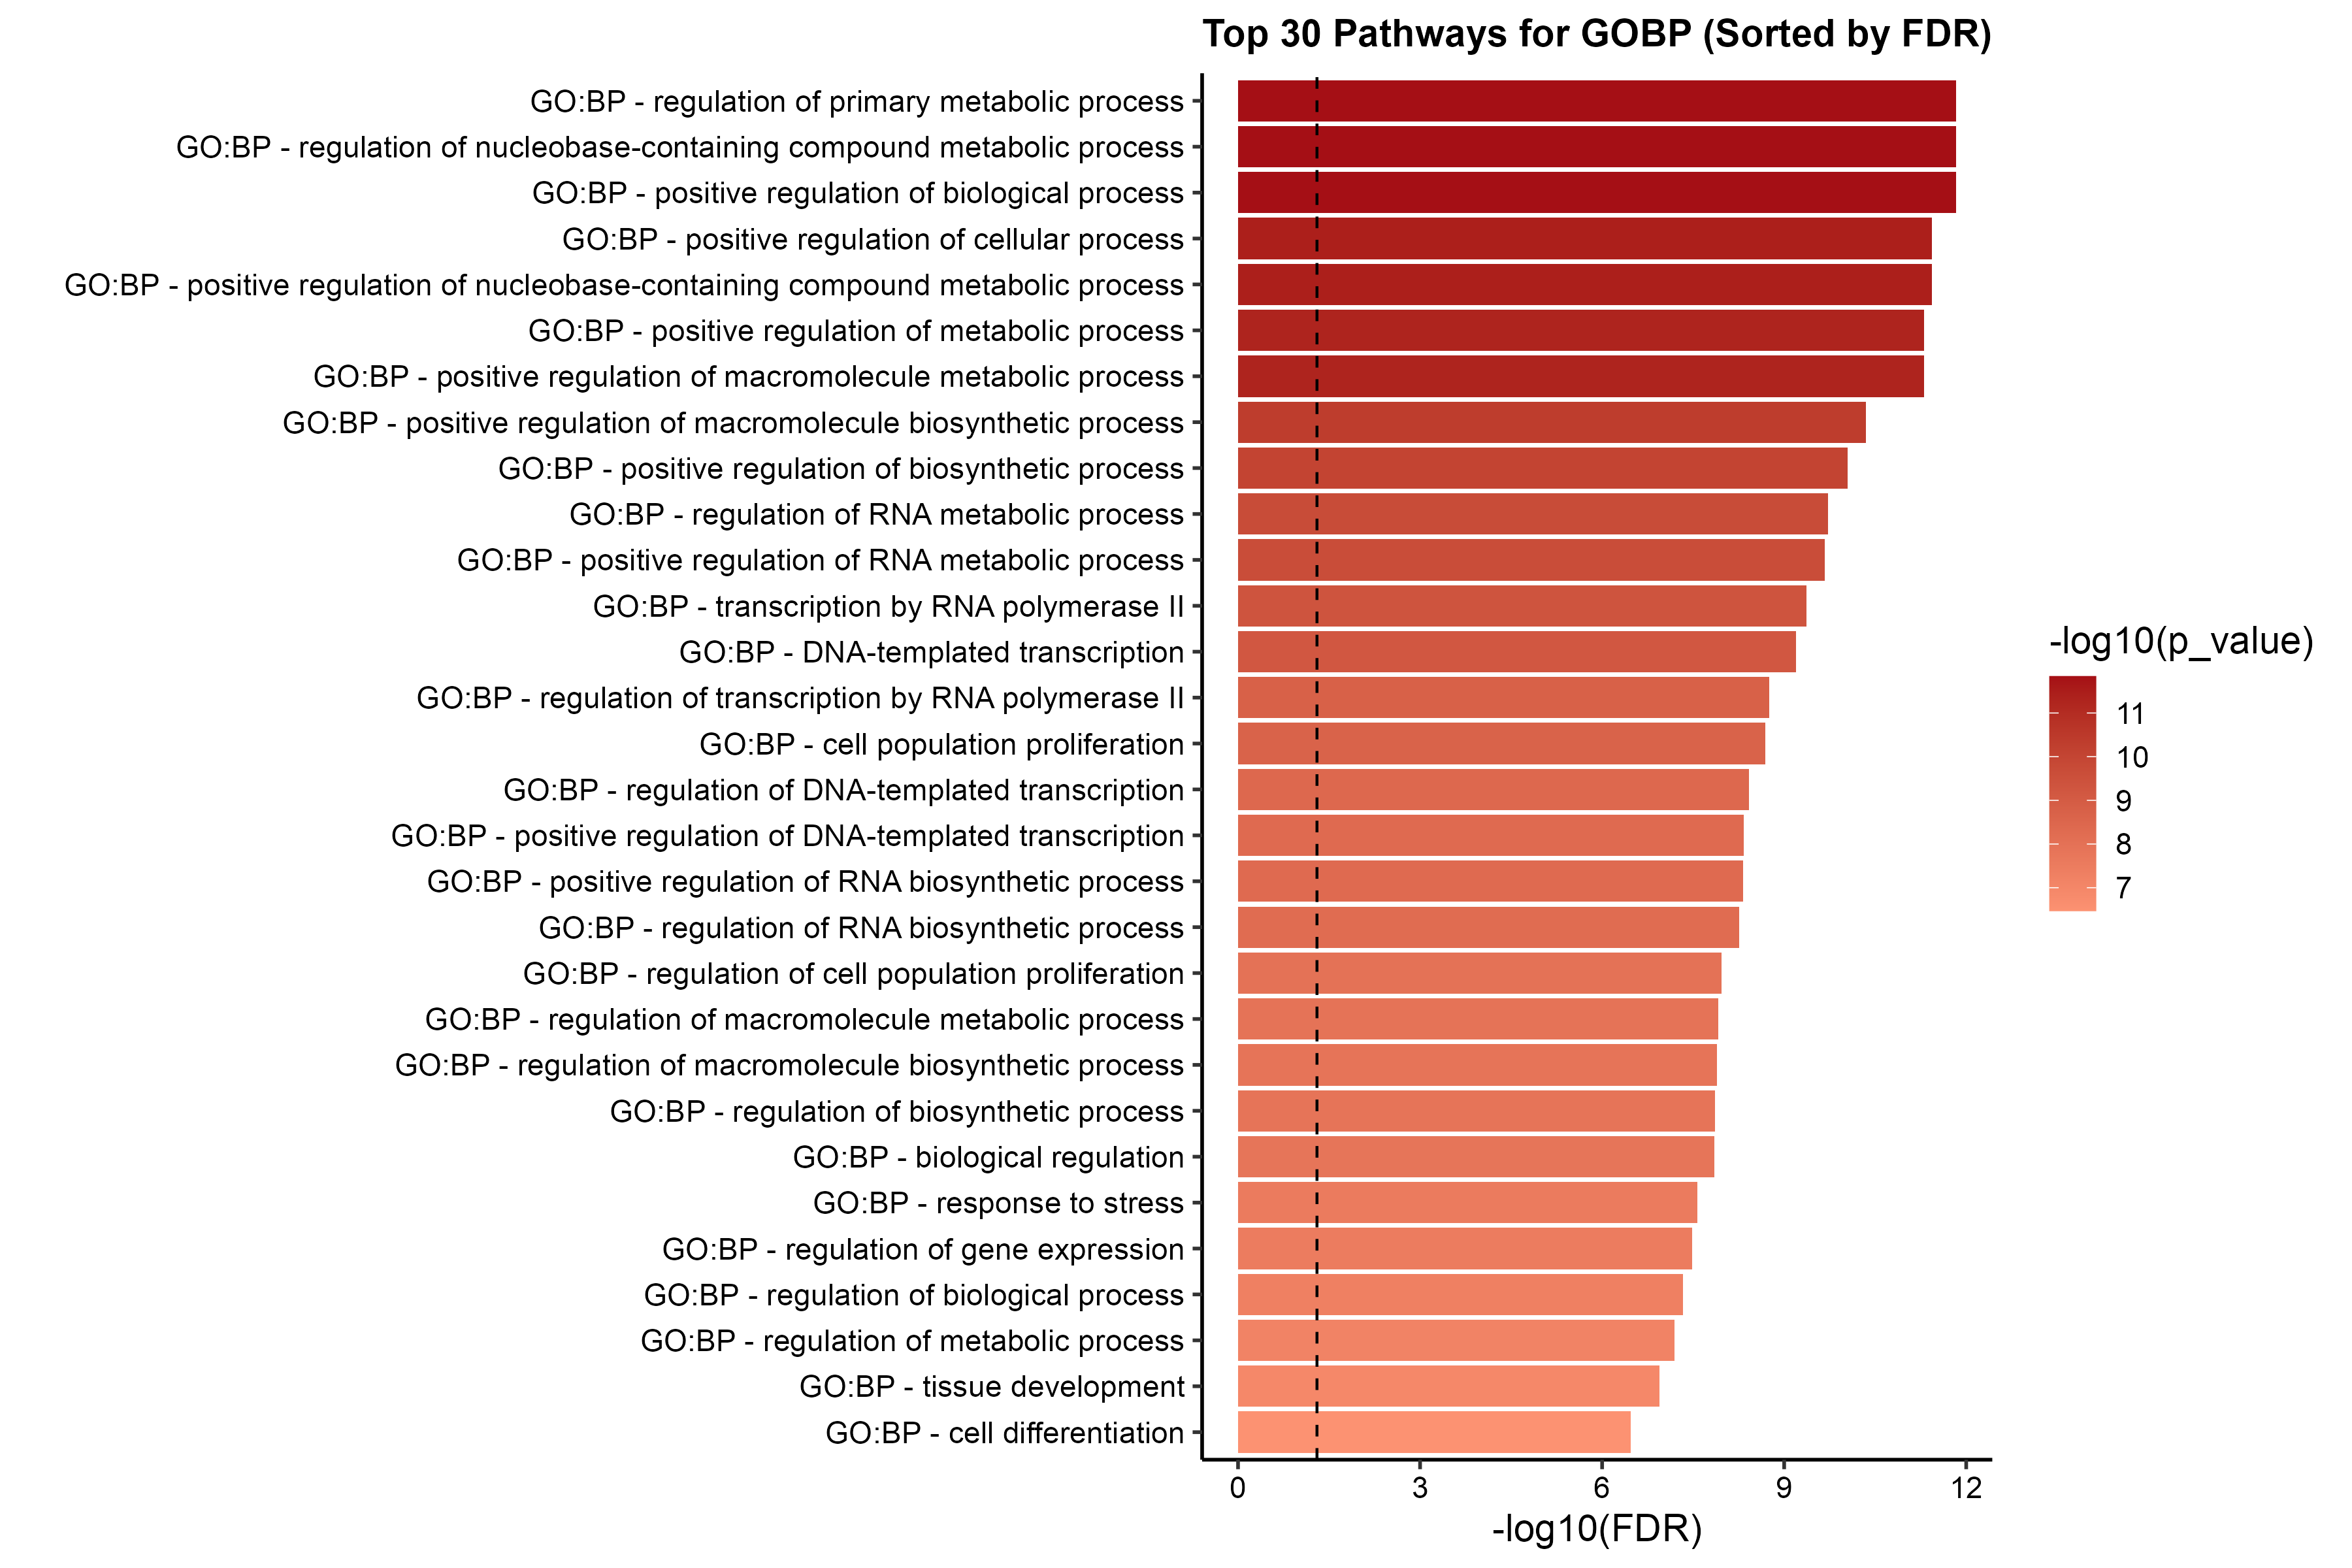 Top 30 Pathways for GOBP (Sorted by FDR)
GO:BP - regulation of primary metabolic process
GO:BP - regulation of nucleobase-containing compound metabolic process
GO:BP - positive regulation of biological process
GO:BP - positive regulation of cellular process
GO:BP - positive regulation of nucleobase-containing compound metabolic process
GO:BP - positive regulation of metabolic process
GO:BP - positive regulation of macromolecule metabolic process
GO:BP - positive regulation of macromolecule biosynthetic process
GO:BP - positive regulation of biosynthetic process
GO:BP - regulation of RNA metabolic process
GO:BP - positive regulation of RNA metabolic process
GO:BP - transcription by RNA polymerase II
GO:BP - DNA-templated transcription
GO:BP - regulation of transcription by RNA polymerase II
GO:BP - cell population proliferation
GO:BP - regulation of DNA-templated transcription
GO:BP - positive regulation of DNA-templated transcription
GO:BP - positive regulation of RNA biosynthetic process
GO:BP - regulation of RNA biosynthetic process
GO:BP - regulation of cell population proliferation
GO:BP - regulation of macromolecule metabolic process
GO:BP - regulation of macromolecule biosynthetic process
GO:BP - regulation of biosynthetic process
GO:BP - biological regulation
GO:BP - response to stress
GO:BP - regulation of gene expression
GO:BP - regulation of biological process
GO:BP - regulation of metabolic process
GO:BP - tissue development
GO:BP - cell differentiation
0 3 6 9 12
-log10(FDR)
-log10(p_value)
11
10
9
8
7